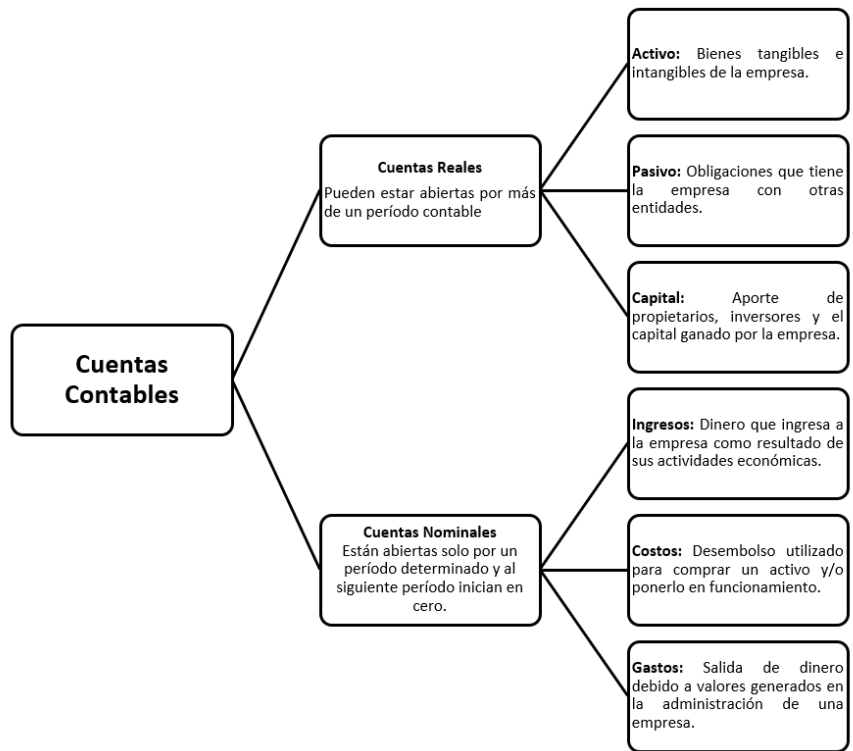 Cuentas
Contables
Cuentas Reales
Pueden estar abiertas por más
de un período contable
Activo: Bienes tangibles e
intangibles de la empresa.
Pasivo: Obligaciones que tiene
la empresa con otras
entidades.
Capital: Aporte de
propietarios, inversores y el
capital ganado por la empresa.
Cuentas Nominales
Están abiertas solo por un
período determinado y al
siguiente período inician en
cero.
Ingresos: Dinero que ingresa a
la empresa como resultado de
sus actividades económicas.
Costos: Desembolso utilizado
para comprar un activo y/o
ponerlo en funcionamiento.
Gastos: Salida de dinero
debido a valores generados en
la administración de una
empresa.